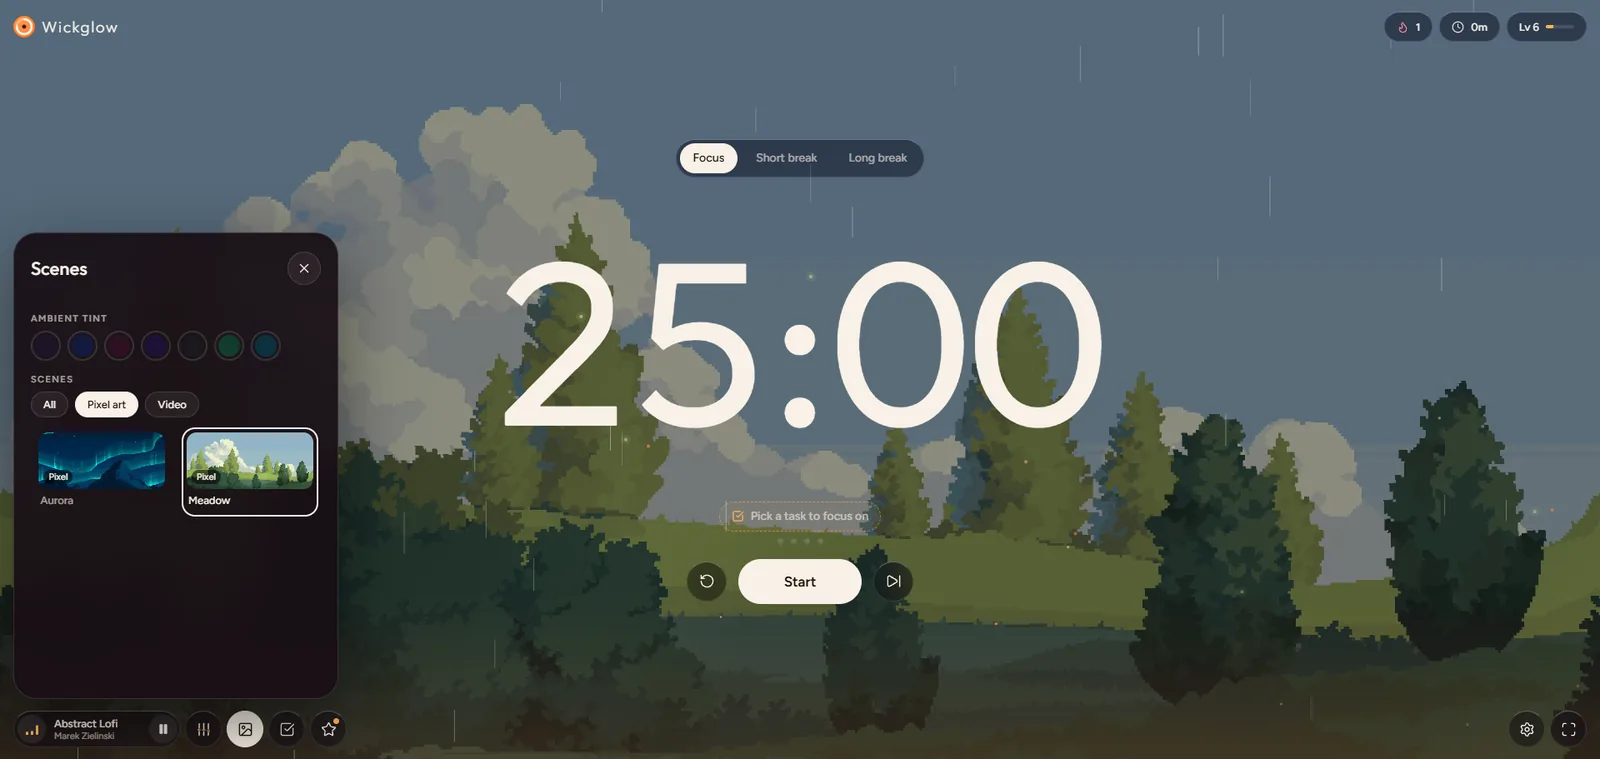 Wickglow
1
0m
Lv 6
Focus
Short break
Long break
25:00
Pick a task to focus on
Start
Scenes
AMBIENT TINT
SCENES
All
Pixel art
Video
Pixel
Aurora
Pixel
Meadow
Abstract Lofi
Marek Zielinski